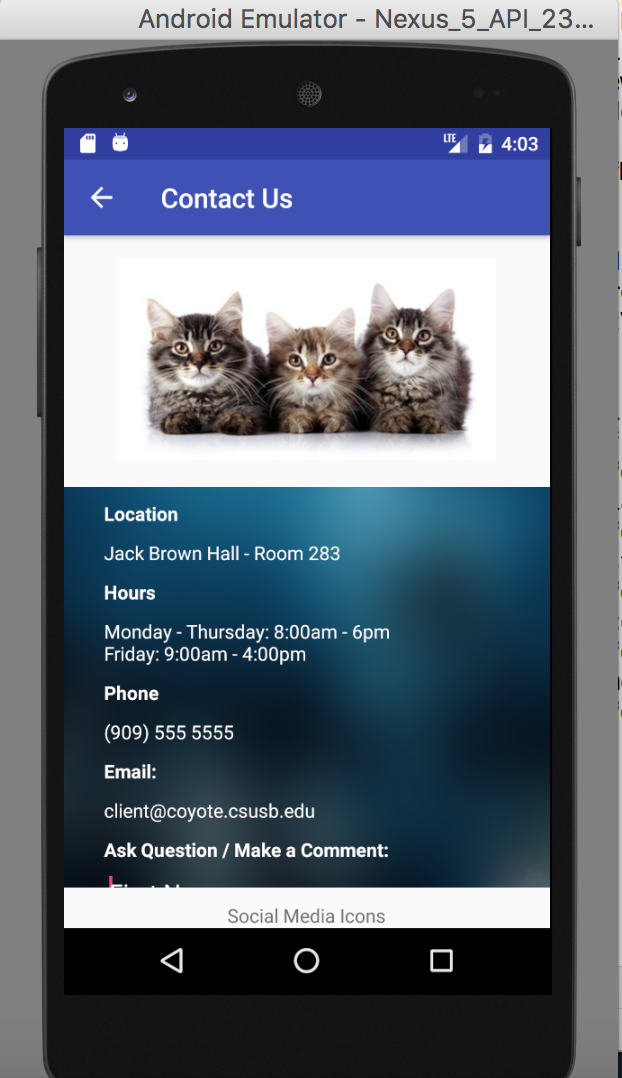 Android Emulator - Nexus_5_API_23...
LTE
4:03
Contact Us
Location
Jack Brown Hall - Room 283
Hours
Monday - Thursday: 8:00am - 6pm
Friday: 9:00am - 4:00pm
Phone
(909) 555 5555
Email:
client@coyote.csusb.edu
Ask Question / Make a Comment:
Social Media Icons